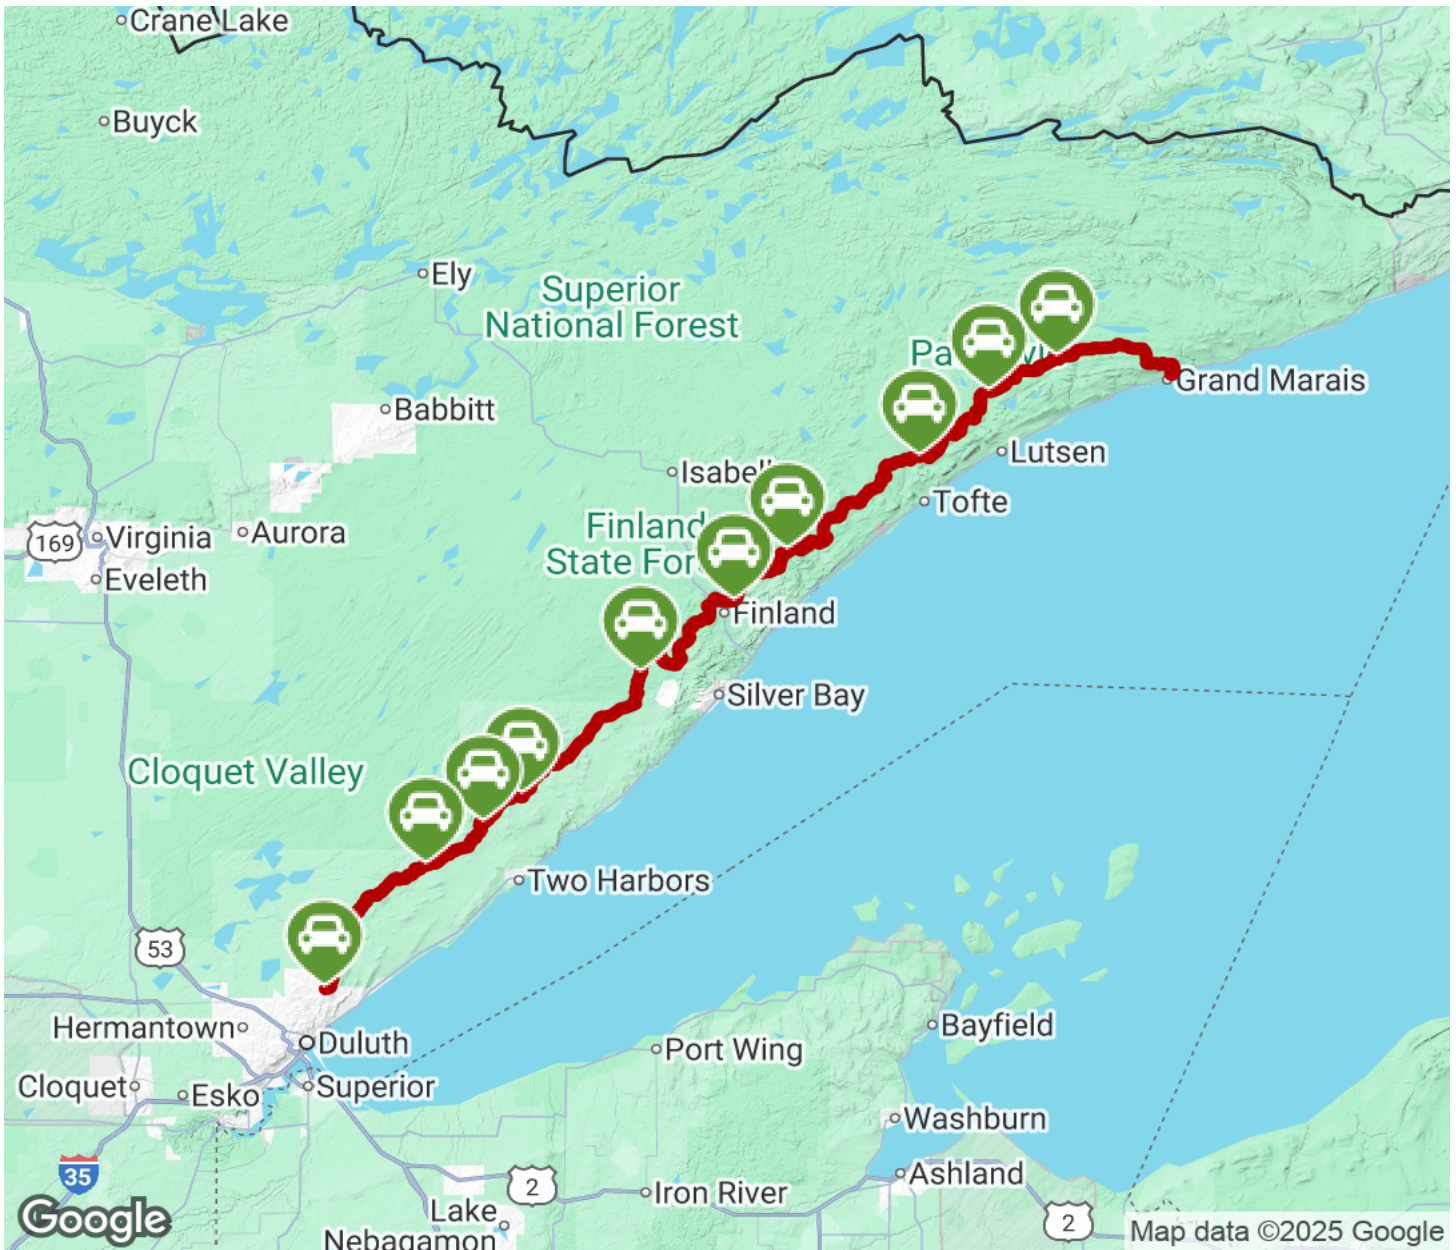 Crane Lake
Buyck
Ely
Superior
National Forest
Babbitt
Grand Marais
Lutsen
Isabell
Tofte
169
Virginia
Aurora
Finland
State For
Eveleth
Finland
Silver Bay
Cloquet Valley
Two Harbors
53
Hermantown
Duluth
Bayfield
Port Wing
Cloquet
Esko
Superior
Washburn
35
2
Iron River
Ashland
Lake
Nebagamon
2
Google
Map data ©2025 Google